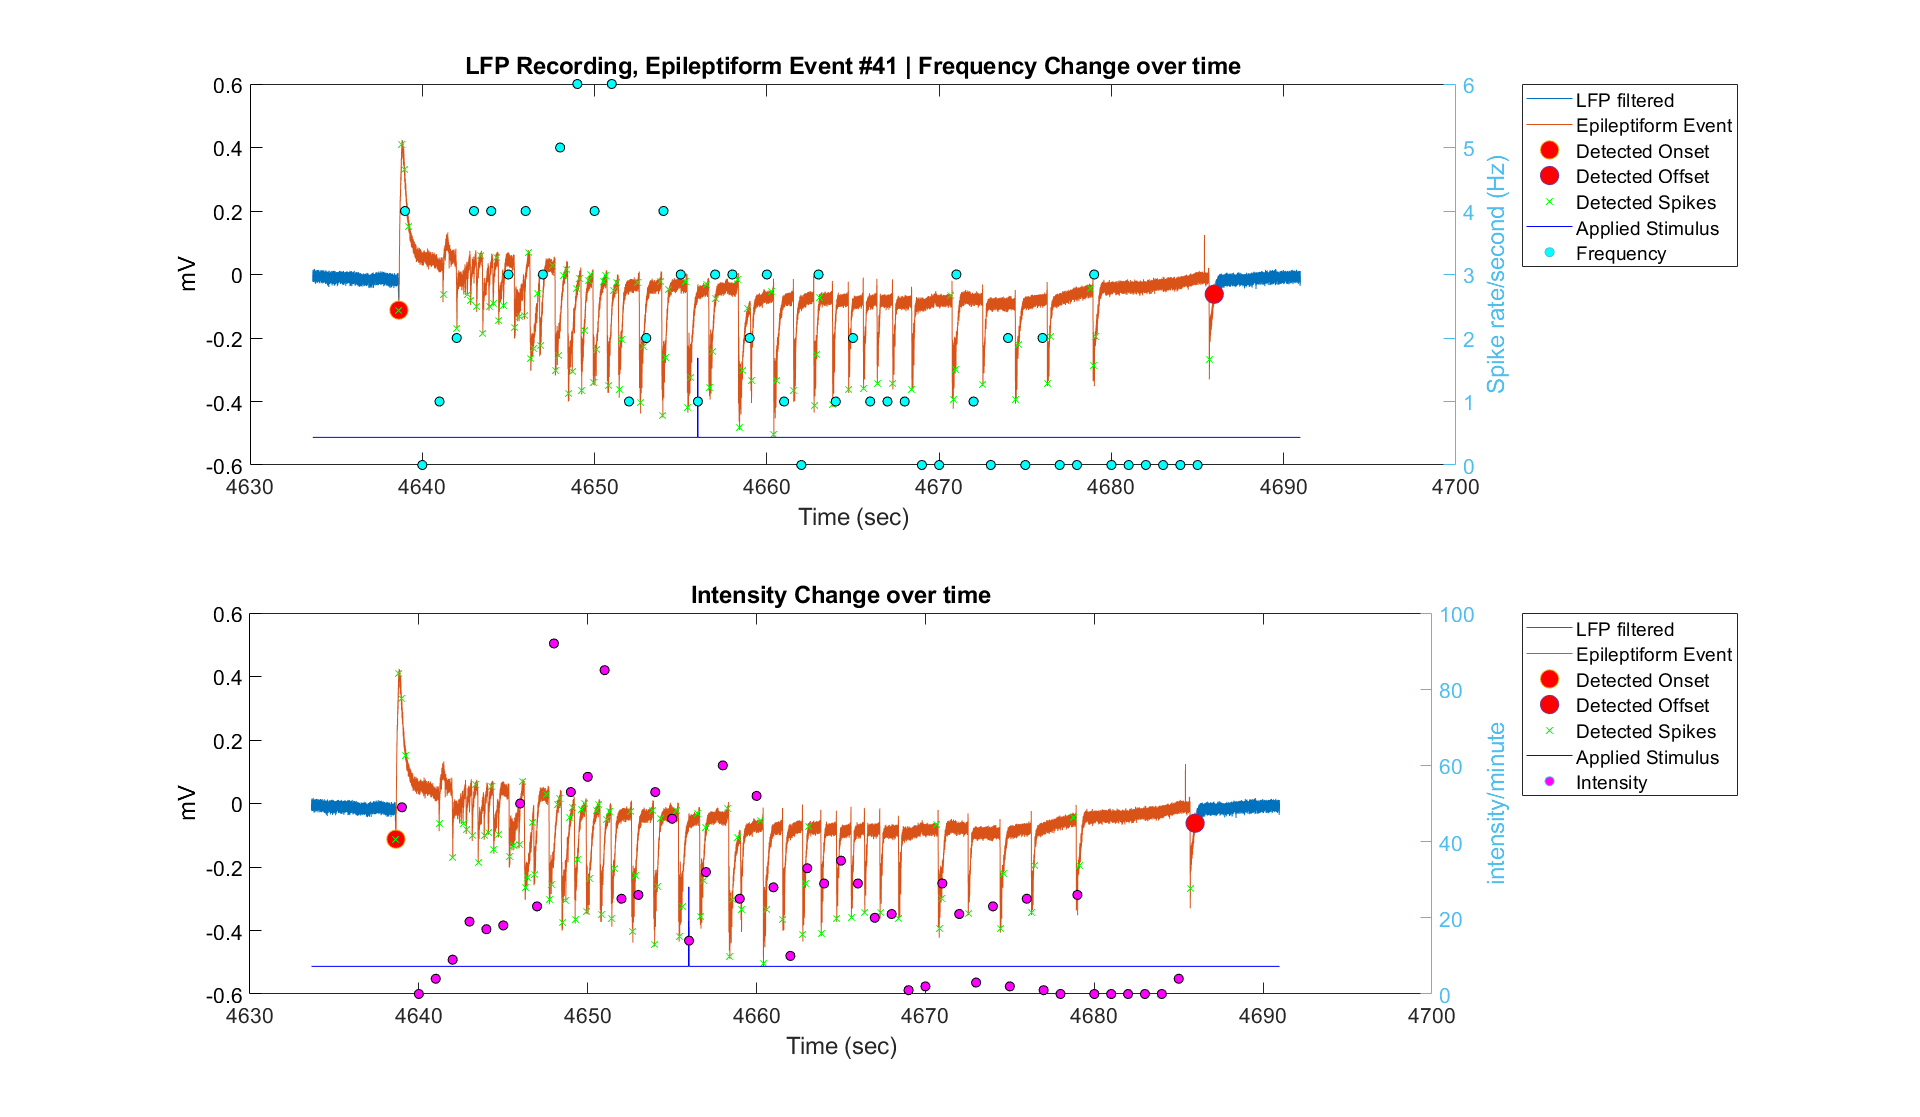 LFP Recording, Epileptiform Event #41 | Frequency Change over time
0.6
0.4
0.2
0
-0.2
-0.4
-0.6
mV
4630
4640
4650
4660
4670
4680
4690
4700
Time (sec)
6
5
4
3
2
1
0
Spike rate/second (Hz)
LFP filtered
Epileptiform Event
Detected Onset
Detected Offset
Detected Spikes
Applied Stimulus
Frequency
Intensity Change over time
0.6
0.4
0.2
0
-0.2
-0.4
-0.6
mV
4630
4640
4650
4660
4670
4680
4690
4700
Time (sec)
100
80
60
40
20
0
intensity/minute
LFP filtered
Epileptiform Event
Detected Onset
Detected Offset
Detected Spikes
Applied Stimulus
Intensity